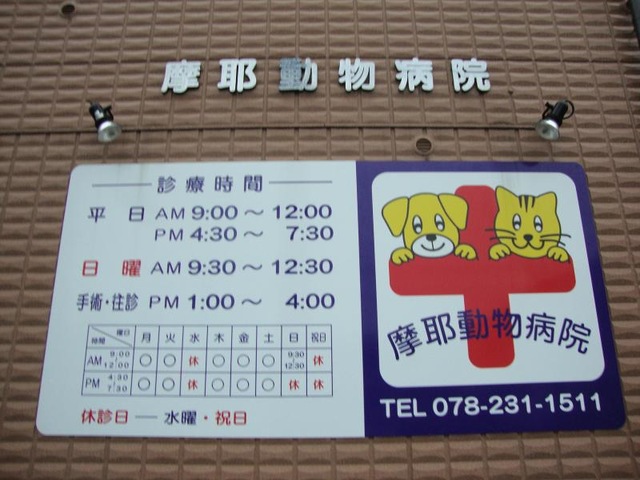 摩耶動物病院
診療時間
平日 AM 9:00～12:00
PM 4:30～7:30
日曜 AM 9:30～12:30
手術・往診 PM 1:00～4:00
曜日 時間 月 火 水 木 金 土 日 祝日
AM 9:00 12:00 ○ ○ 休 ○ ○ ○ 9:30 12:30 休
PM 4:30 7:30 ○ ○ 休 ○ ○ ○ 休 休
休診日 ― 水曜・祝日
摩耶動物病院
TEL 078-231-1511